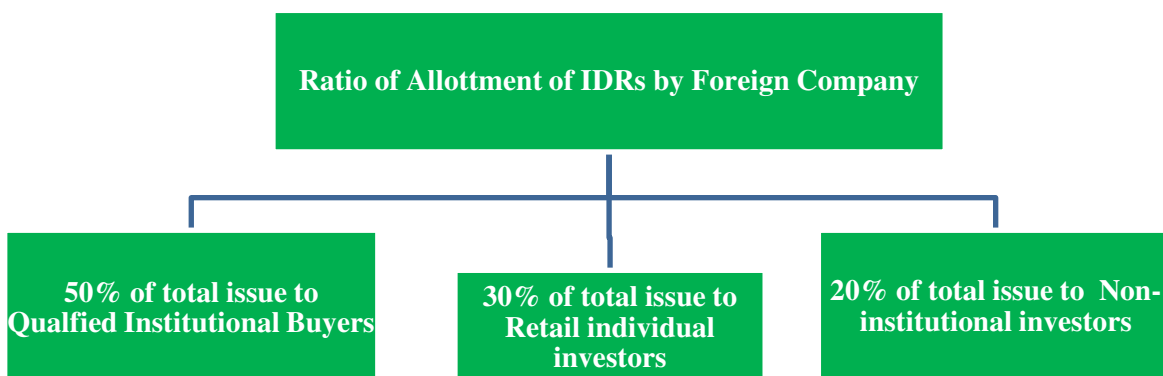 Ratio of Allottment of IDRs by Foreign Company
50% of total issue to
Qualfied Institutional Buyers
30% of total issue to
Retail individual
investors
20% of total issue to Non-
institutional investors